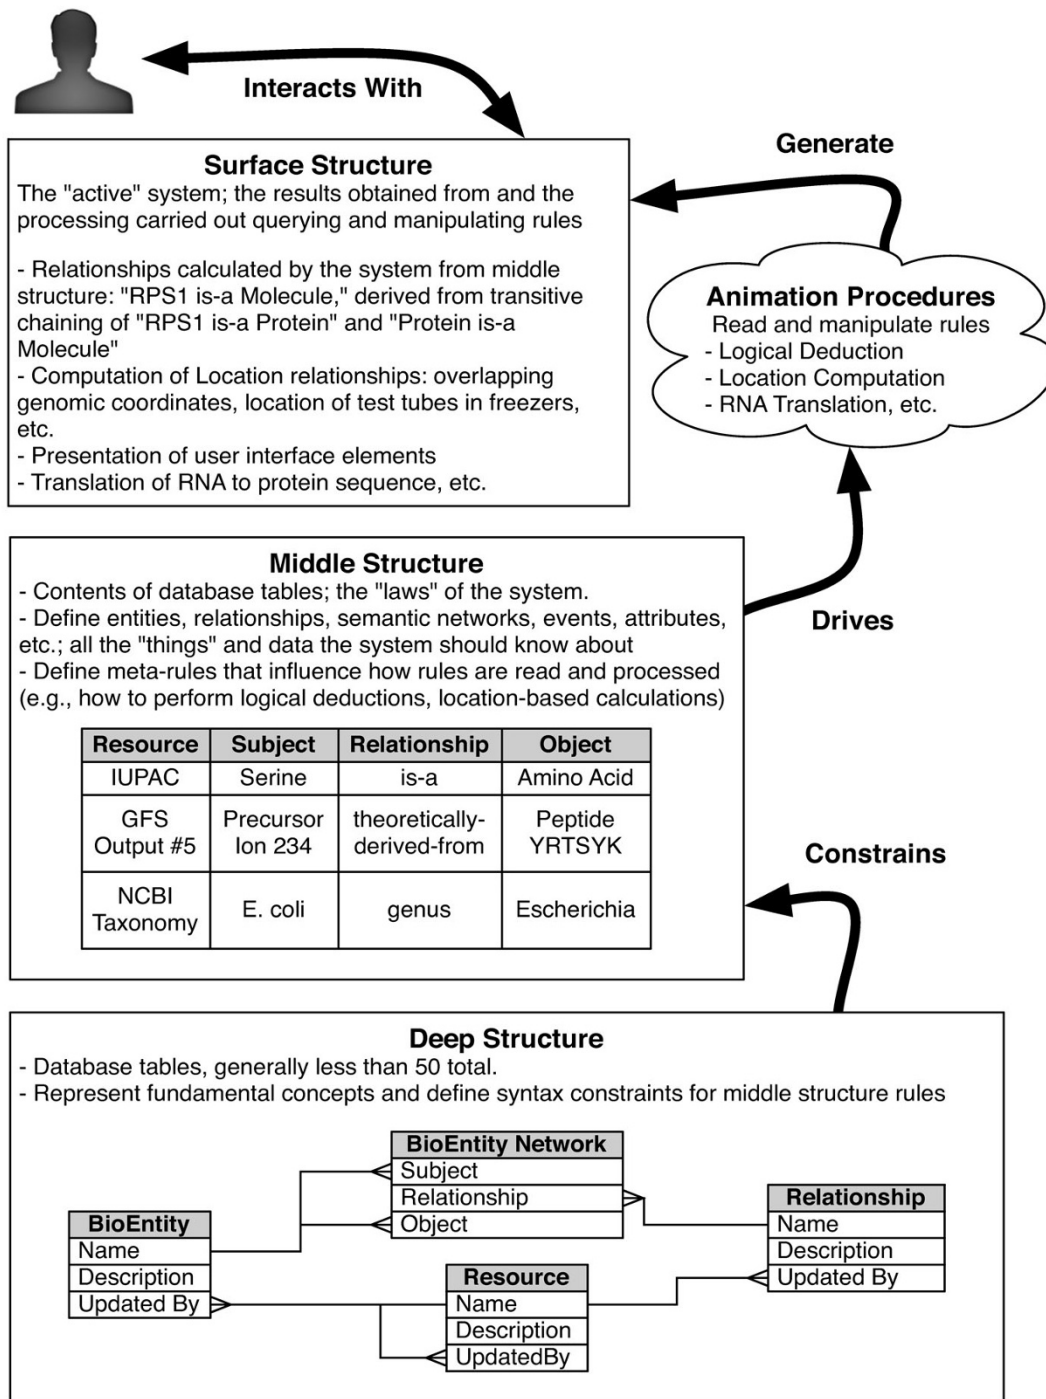 Interacts With
Surface Structure
The "active" system; the results obtained from and the
processing carried out querying and manipulating rules
- Relationships calculated by the system from middle
structure: "RPS1 is-a Molecule," derived from transitive
chaining of "RPS1 is-a Protein" and "Protein is-a
Molecule"
- Computation of Location relationships: overlapping
genomic coordinates, location of test tubes in freezers,
etc.
- Presentation of user interface elements
- Translation of RNA to protein sequence, etc.
Generate
Animation Procedures
Read and manipulate rules
- Logical Deduction
- Location Computation
- RNA Translation, etc.
Drives
Middle Structure
- Contents of database tables; the "laws" of the system.
- Define entities, relationships, semantic networks, events, attributes,
etc.; all the "things" and data the system should know about
- Define meta-rules that influence how rules are read and processed
(e.g., how to perform logical deductions, location-based calculations)
Resource Subject Relationship Object
IUPAC Serine is-a Amino Acid
GFS Output #5 Precursor Ion 234 theoretically-derived-from Peptide YRTSYK
NCBI Taxonomy E. coli genus Escherichia
Constrains
Deep Structure
- Database tables, generally less than 50 total.
- Represent fundamental concepts and define syntax constraints for middle structure rules
BioEntity Network
Subject
Relationship
Object
BioEntity
Name
Description
Updated By
Resource
Name
Description
UpdatedBy
Relationship
Name
Description
Updated By